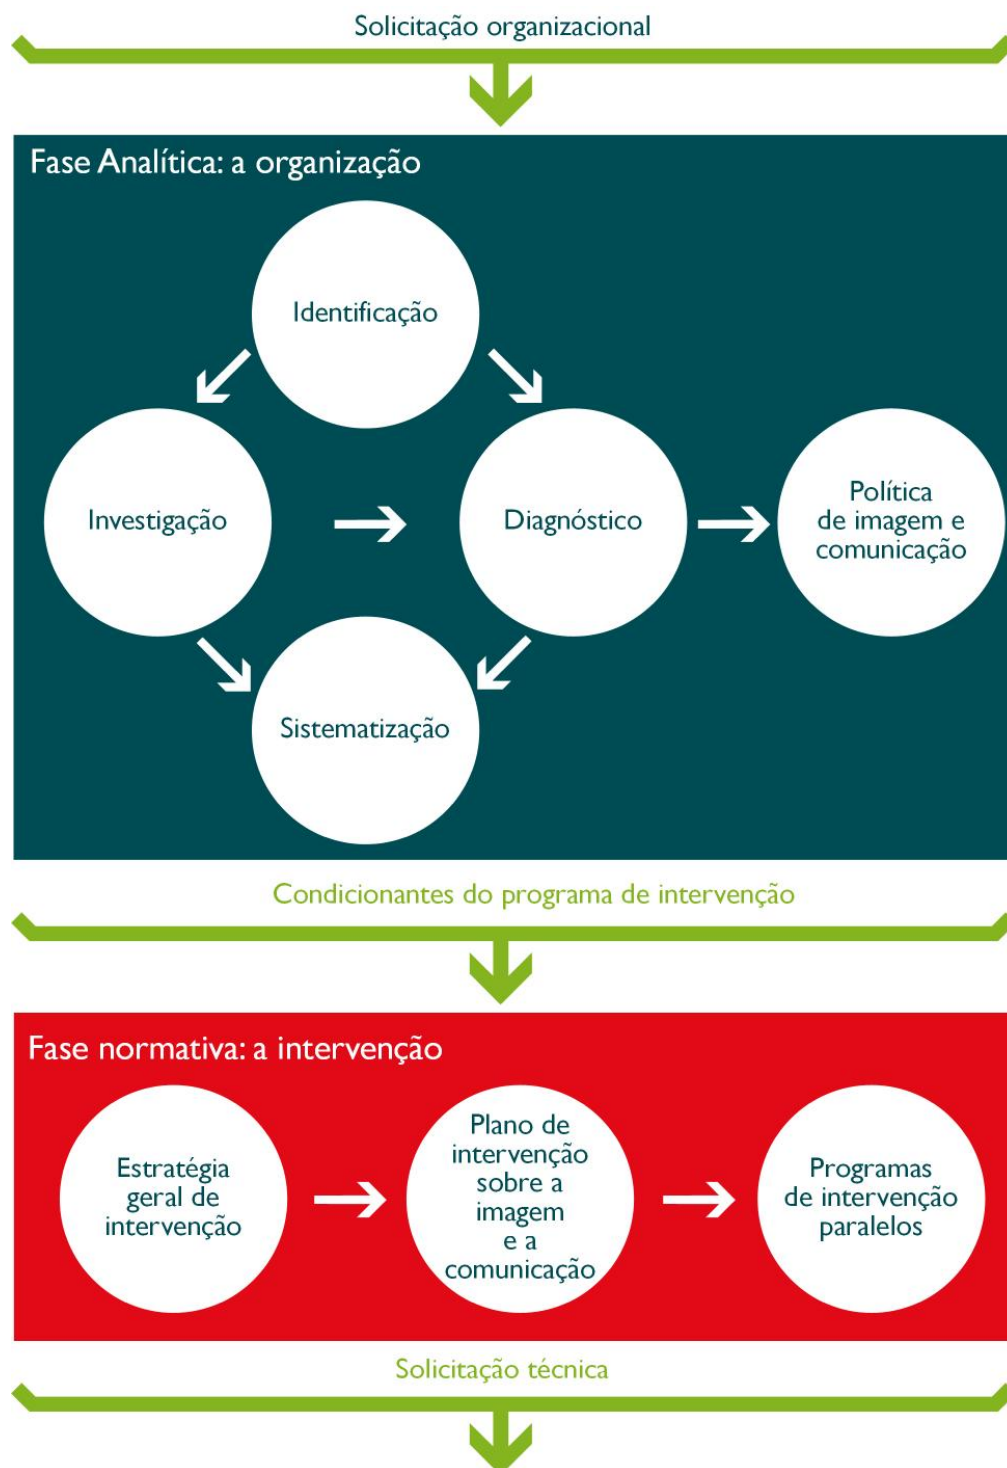 Solicitação organizacional
Fase Analítica: a organização
Identificação
Investigação
Diagnóstico
Política
de imagem e
comunicação
Sistematização
Condicionantes do programa de intervenção
Fase normativa: a intervenção
Estratégia
geral de
intervenção
Plano de
intervenção
sobre a
imagem
e a
comunicação
Programas
de intervenção
paralelos
Solicitação técnica